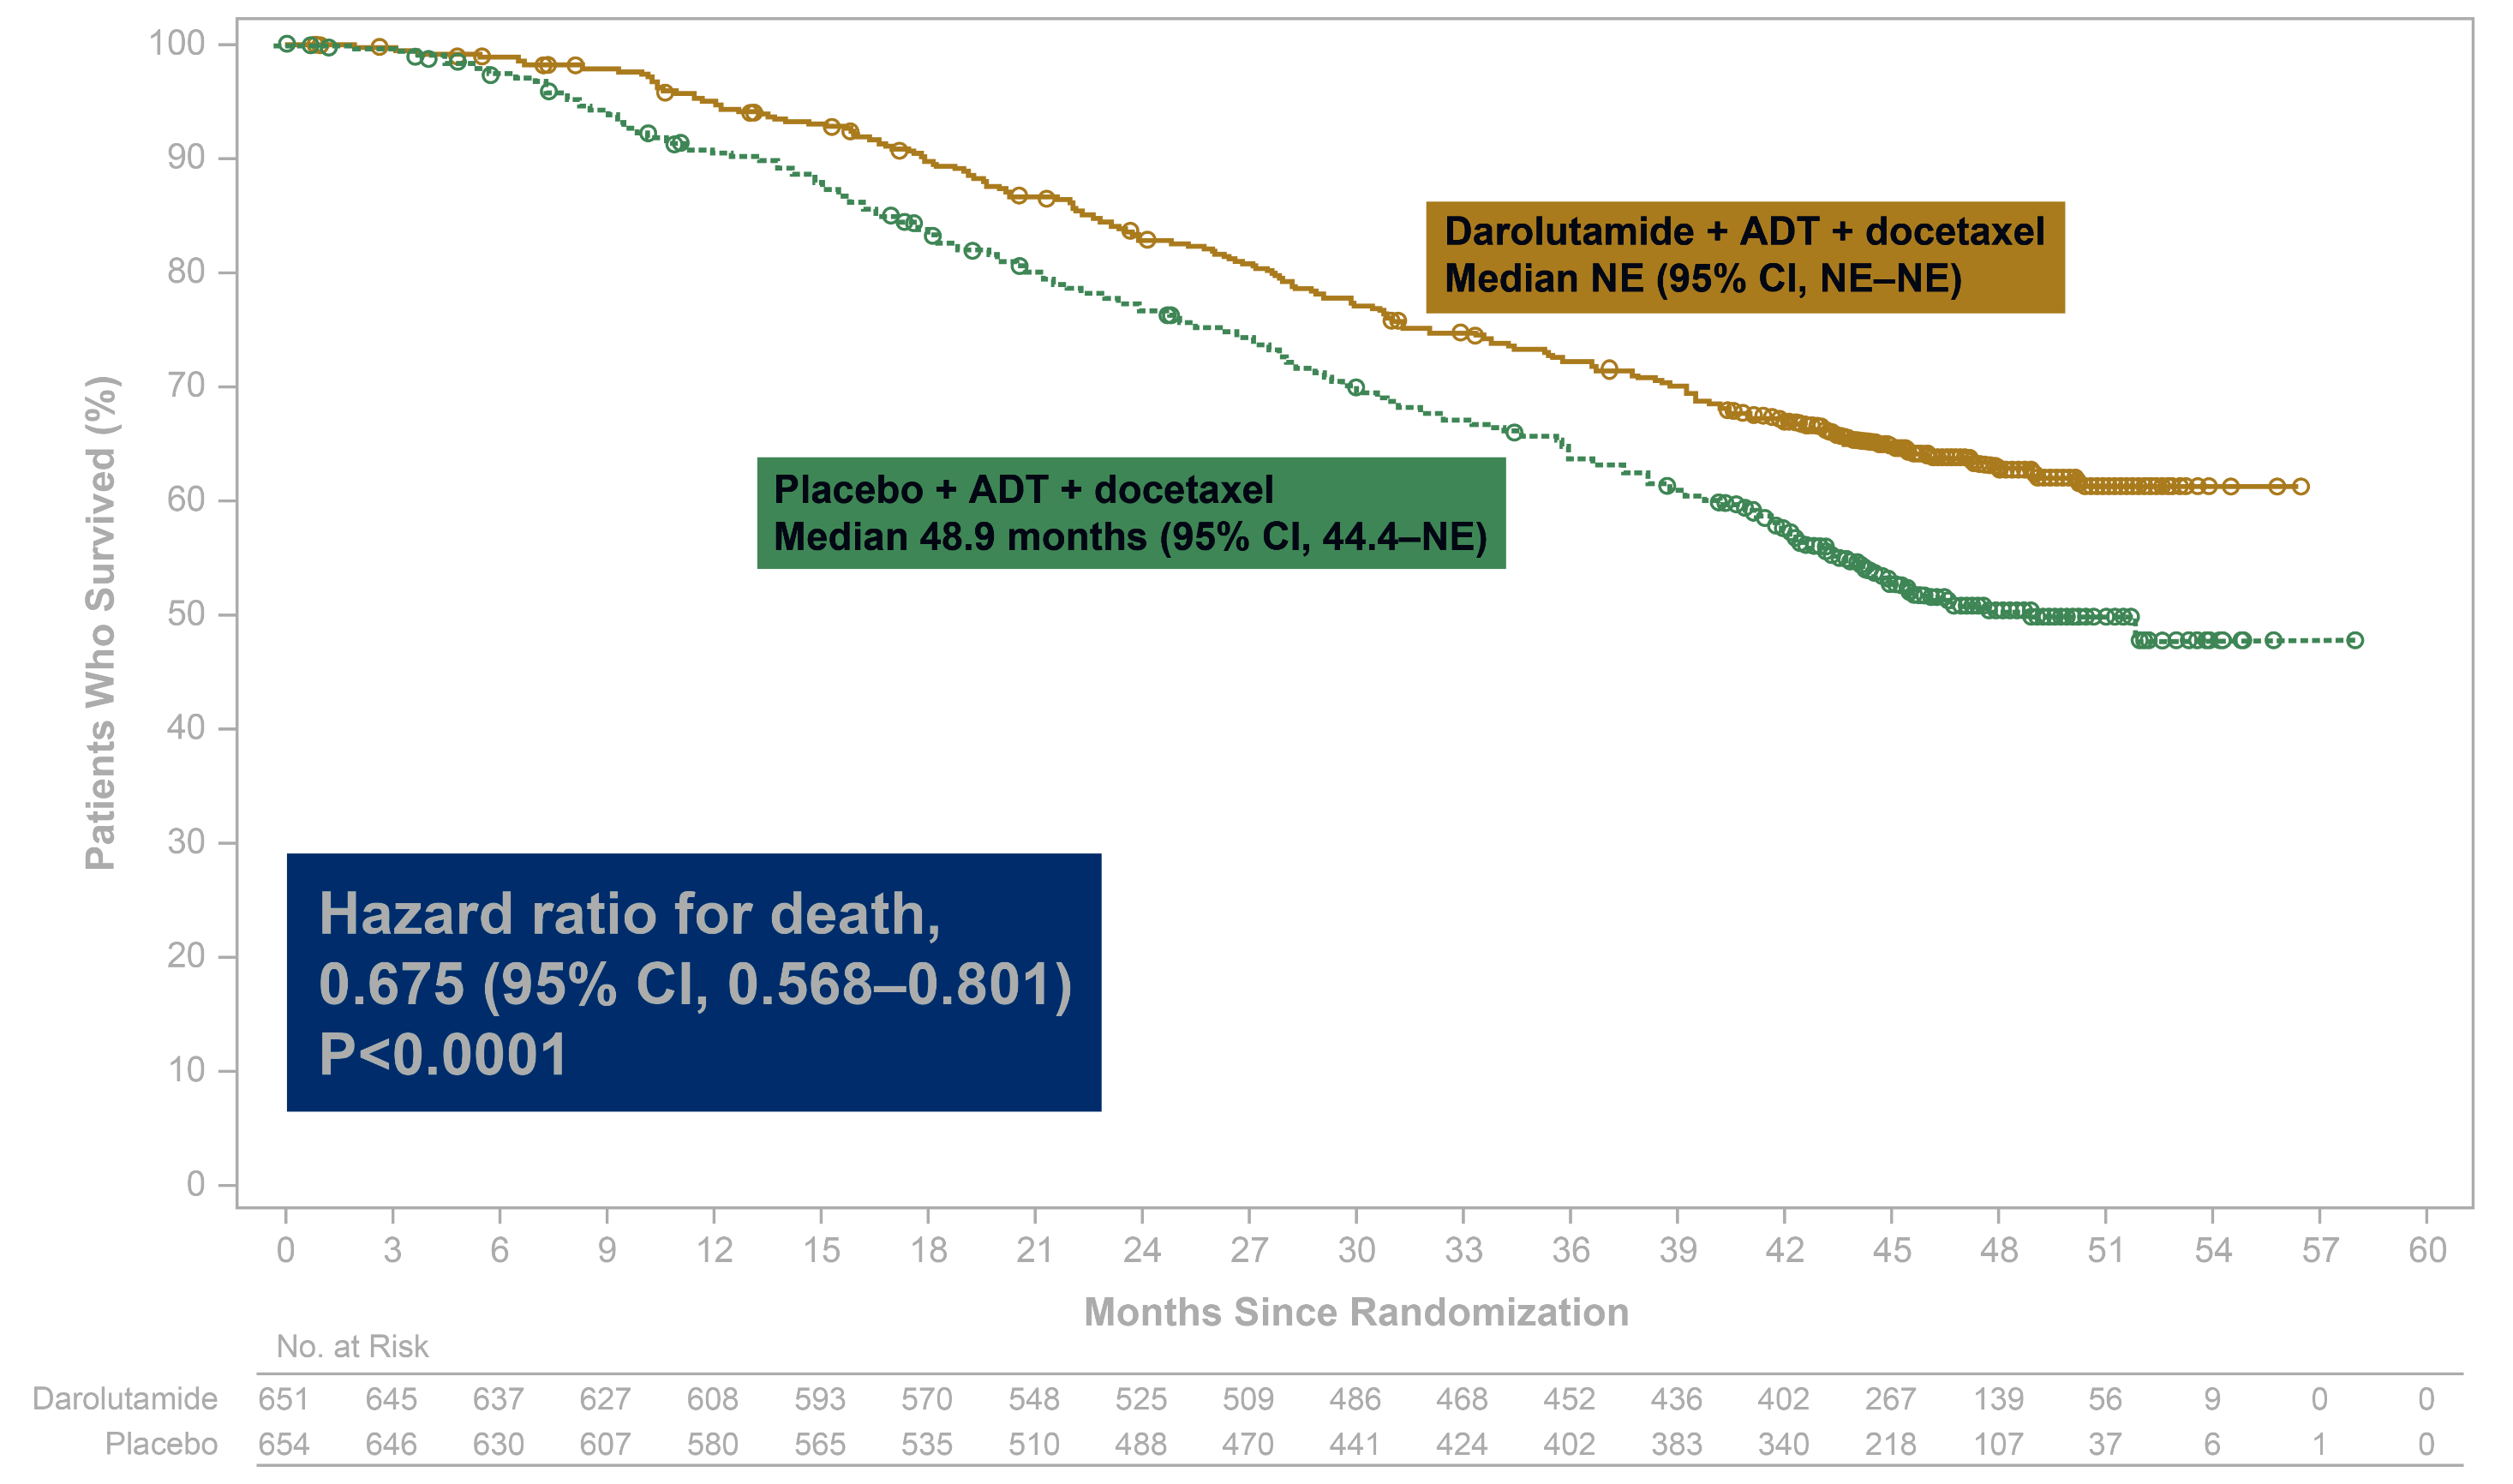 100
90
80
70
60
50
40
30
20
10
0
Patients Who Survived (%)
Darolutamide + ADT + docetaxel
Median NE (95% CI, NE–NE)
Placebo + ADT + docetaxel
Median 48.9 months (95% CI, 44.4–NE)
Hazard ratio for death,
0.675 (95% CI, 0.568–0.801)
P<0.0001
0 3 6 9 12 15 18 21 24 27 30 33 36 39 42 45 48 51 54 57 60
Months Since Randomization
No. at Risk
Darolutamide 651 645 637 627 608 593 570 548 525 509 486 468 452 436 402 267 139 56 9 0 0
Placebo 654 646 630 607 580 565 535 510 488 470 441 424 402 383 340 218 107 37 6 1 0